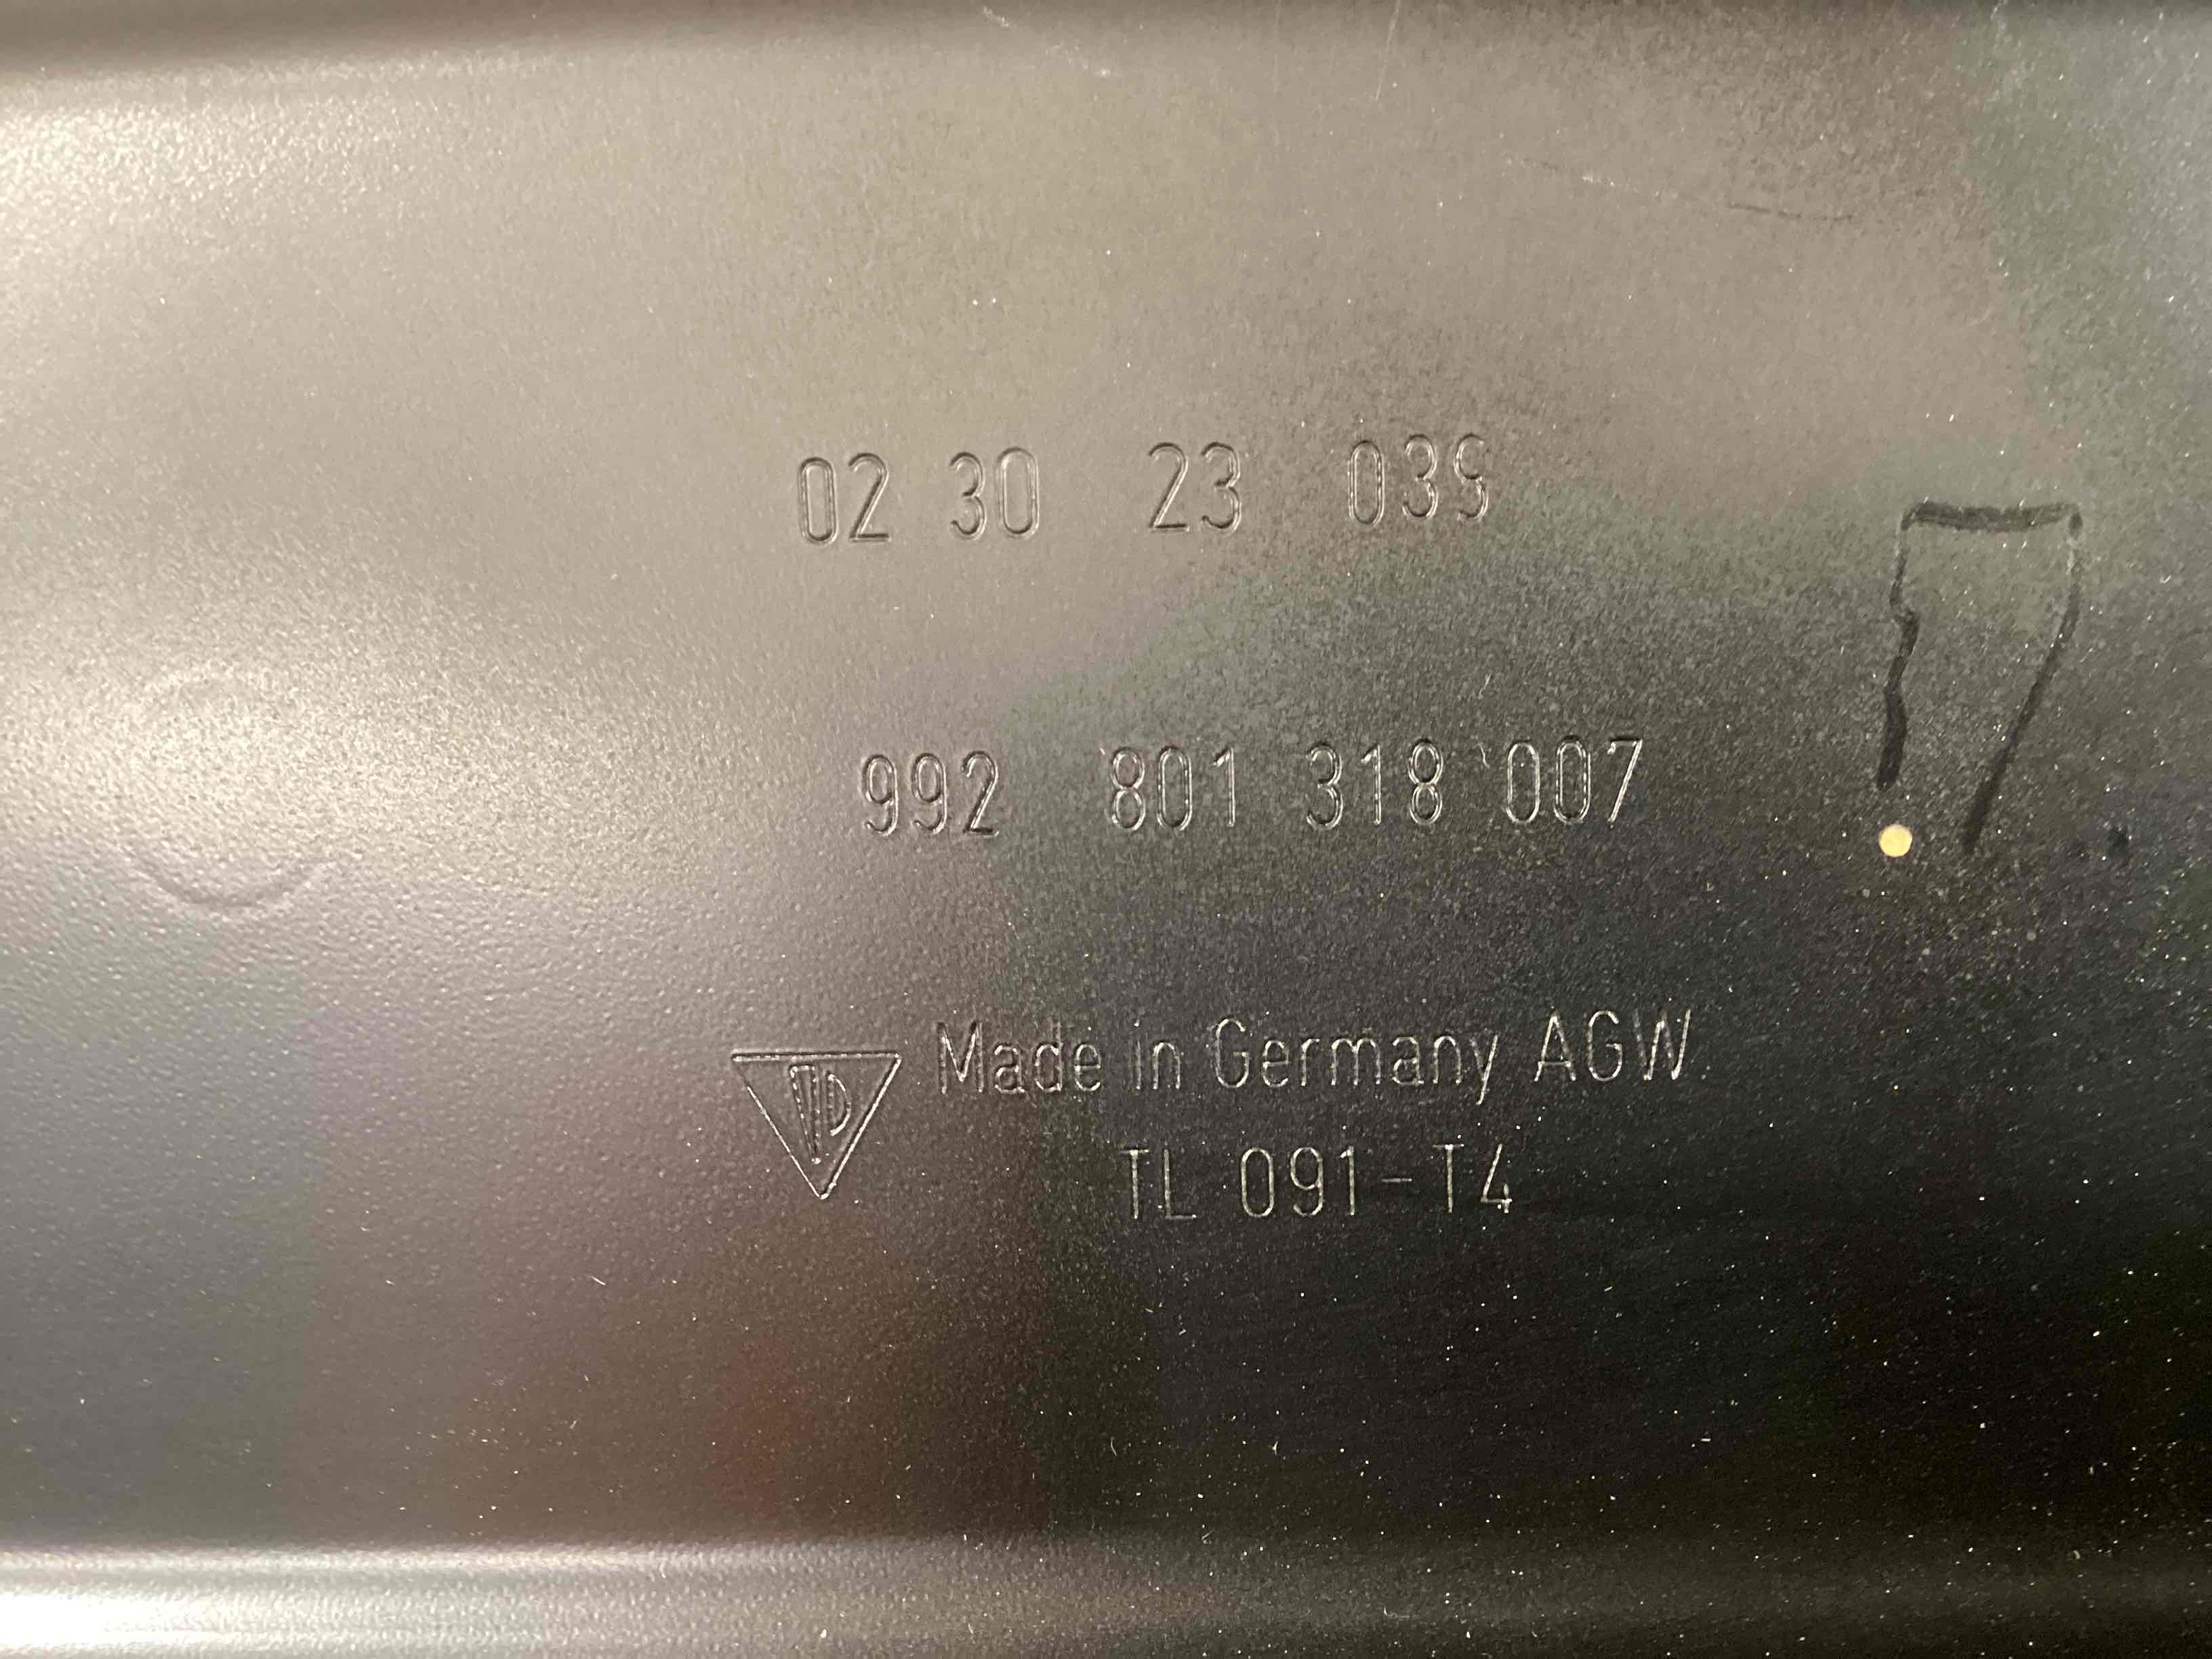 02 30 23 039
992 801 318 007
Made in Germany AGW
TL 091-T4